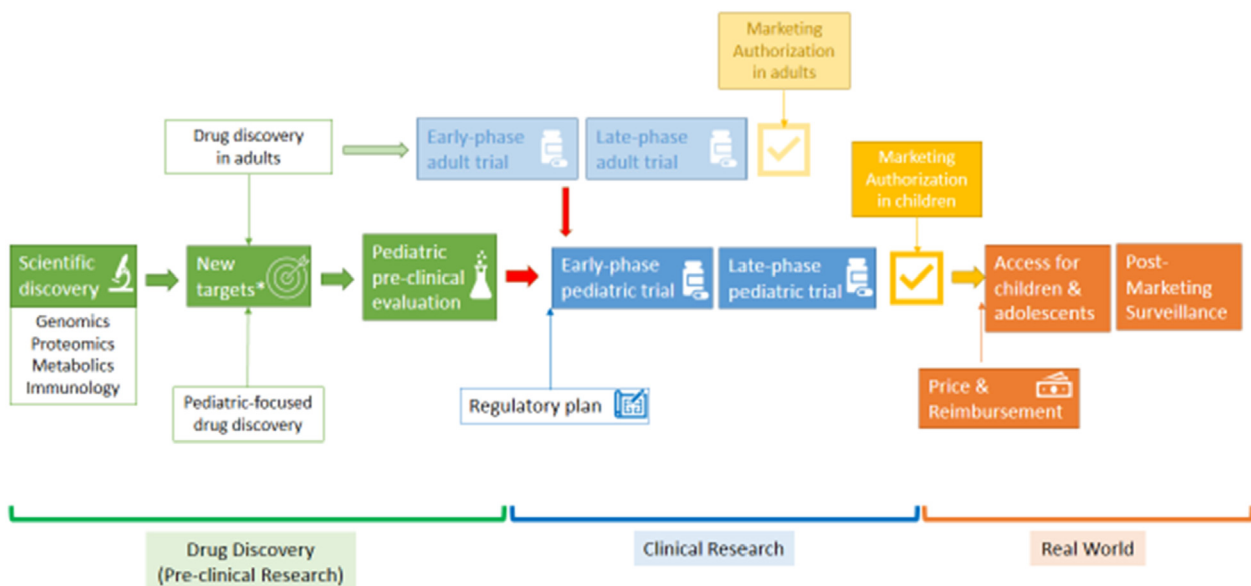 Marketing
Authorization
in adults
Drug discovery
in adults
Early-phase
adult trial
Late-phase
adult trial
Marketing
Authorization
in children
Scientific
discovery
Genomics
Proteomics
Metabolics
Immunology
New
targets*
Pediatric
pre-clinical
evaluation
Early-phase
pediatric trial
Late-phase
pediatric trial
Access for
children &
adolescents
Post-
Marketing
Surveillance
Pediatric-focused
drug discovery
Regulatory plan
Price &
Reimbursement
Drug Discovery
(Pre-clinical Research)
Clinical Research
Real World